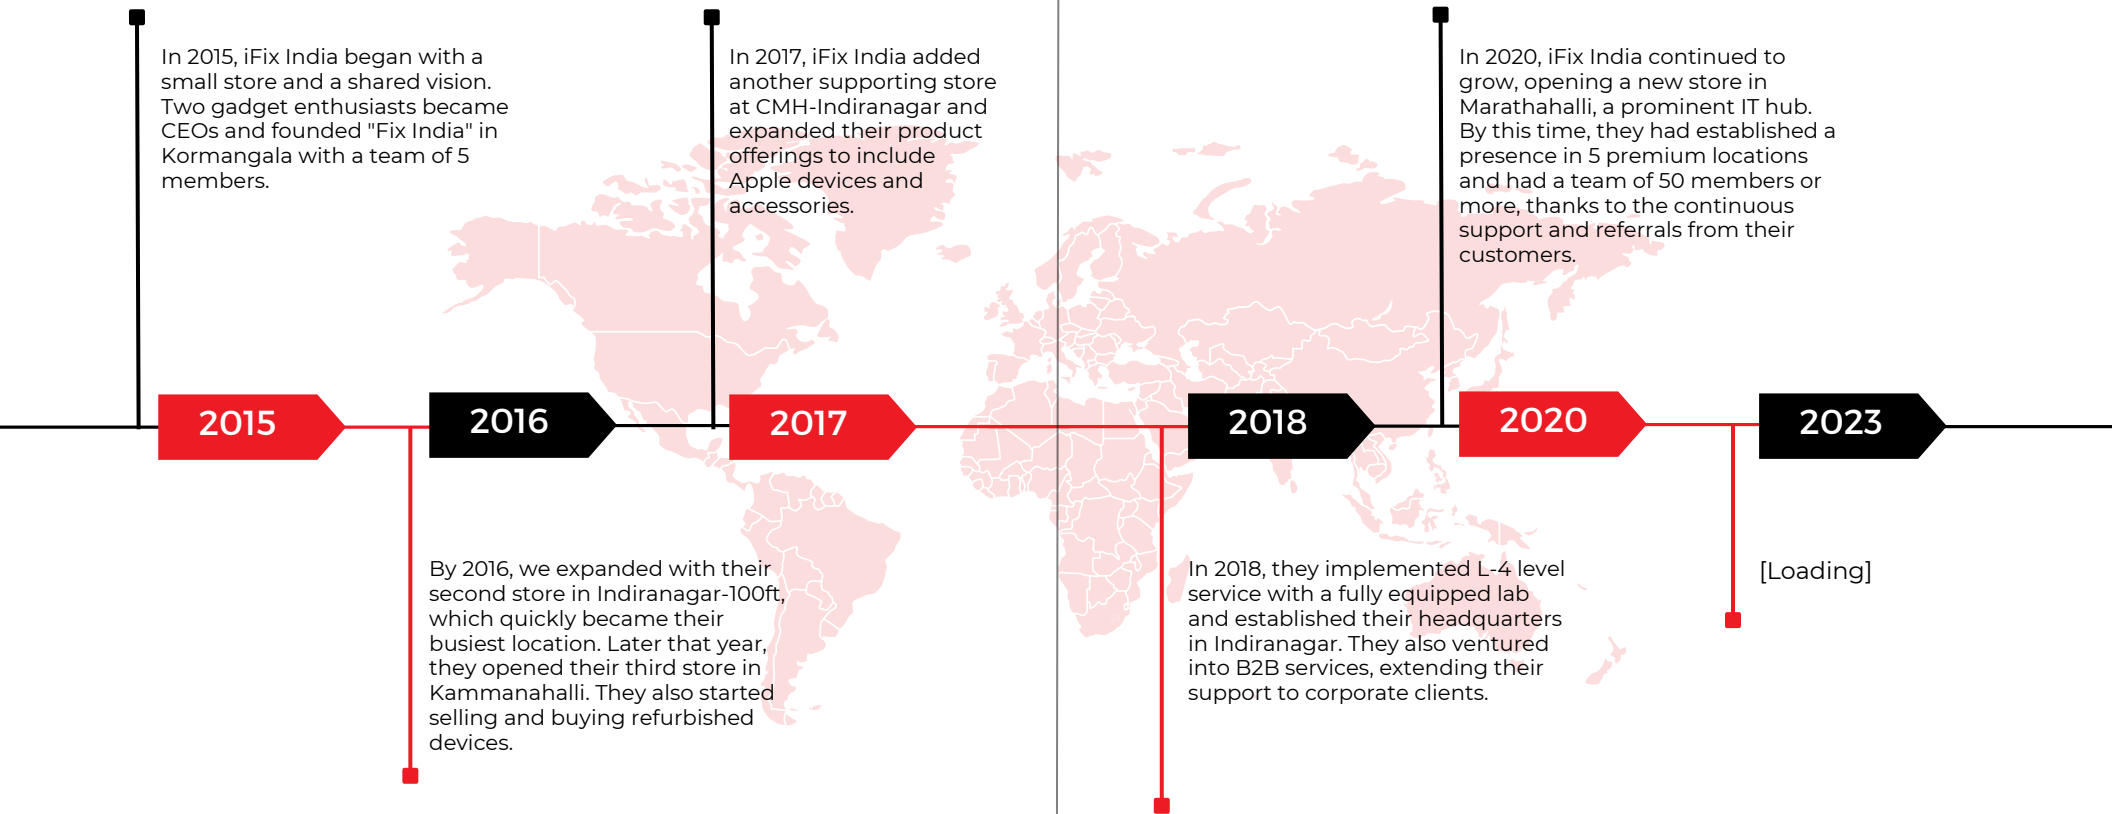 In 2015, iFix India began with a
small store and a shared vision.
Two gadget enthusiasts became
CEOs and founded "Fix India" in
Kormangala with a team of 5
members.
In 2017, iFix India added
another supporting store
at CMH-Indiranagar and
expanded their product
offerings to include
Apple devices and
accessories.
In 2020, iFix India continued to
grow, opening a new store in
Marathahalli, a prominent IT hub.
By this time, they had established a
presence in 5 premium locations
and had a team of 50 members or
more, thanks to the continuous
support and referrals from their
customers.
2015
2016
2017
2018
2020
2023
By 2016, we expanded with their
second store in Indiranagar-100ft,
which quickly became their
busiest location. Later that year,
they opened their third store in
Kammanahalli. They also started
selling and buying refurbished
devices.
In 2018, they implemented L-4 level
service with a fully equipped lab
and established their headquarters
in Indiranagar. They also ventured
into B2B services, extending their
support to corporate clients.
[Loading]